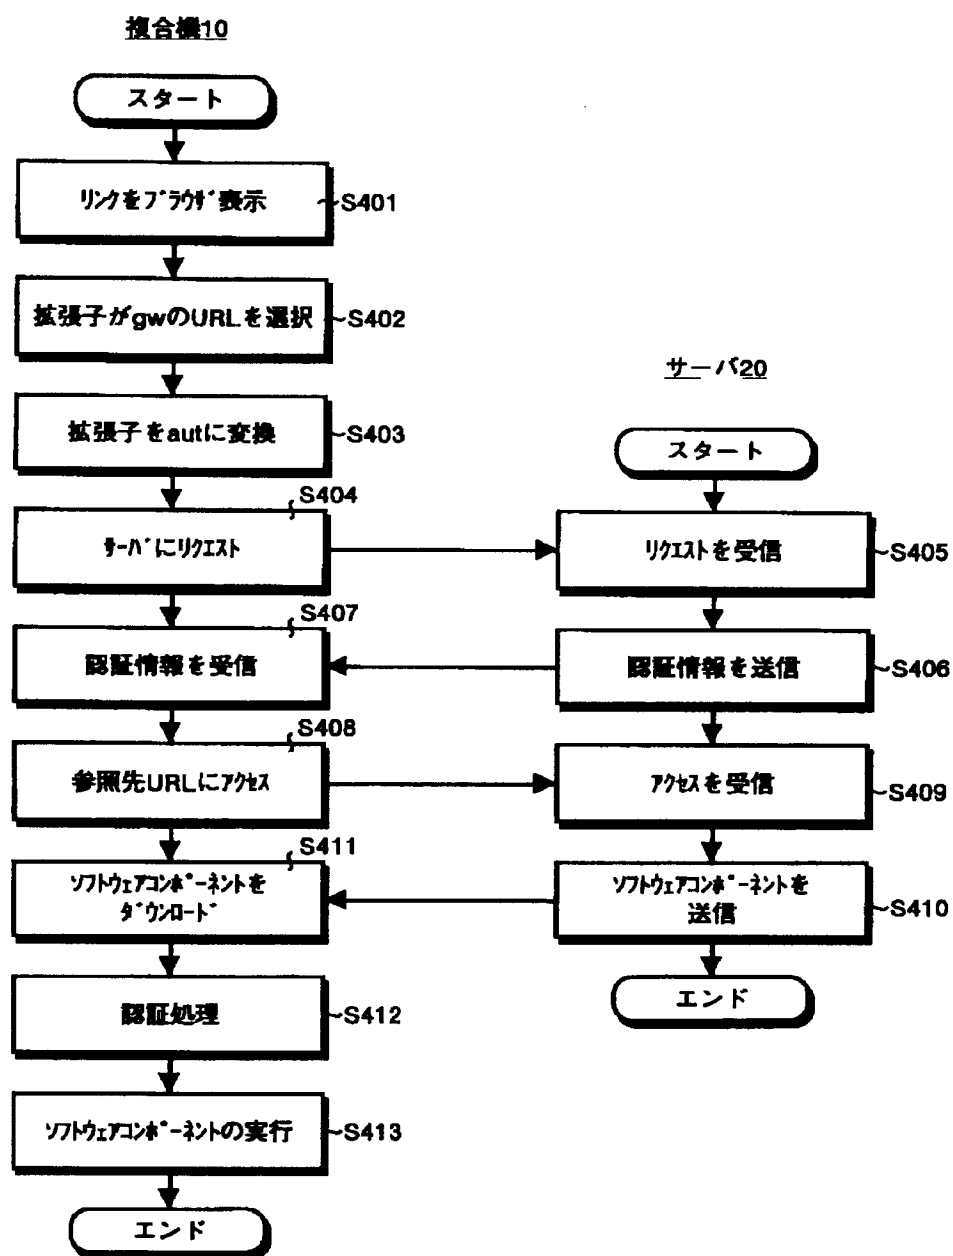 複合機10
スタート
リンクをブラウザ表示
S401
拡張子がgwのURLを選択
S402
拡張子をautに変換
S403
サーバにリクエスト
S404
認証情報を受信
S407
参照先URLにアクセス
S408
ソフトウェアコンポーネントを
ダウンロード
S411
認証処理
S412
ソフトウェアコンポーネントの実行
S413
エンド
サーバ20
スタート
リクエストを受信
S405
認証情報を送信
S406
アクセスを受信
S409
ソフトウェアコンポーネントを
送信
S410
エンド